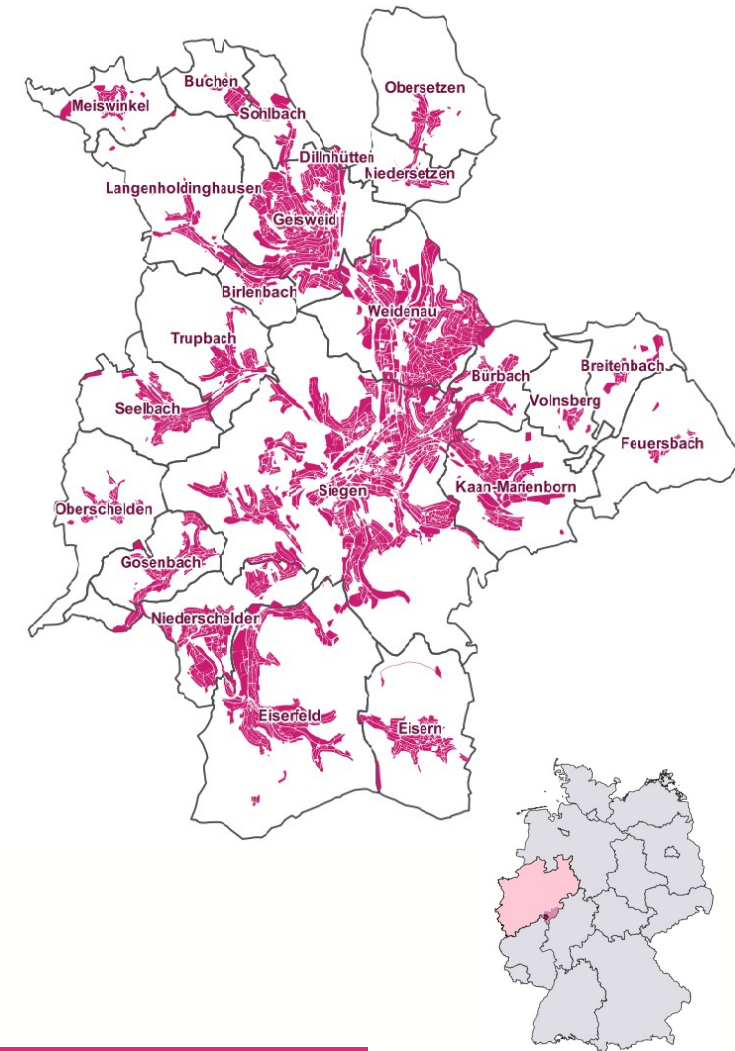 Buchen
Obersetzen
Meiswinkel
Sohlbach
Dillnhütten
Niedersetzen
Langenholdinghausen
Geisweid
Birlenbach
Weidenau
Trupbach
Breitenbach
Bürbach
Volnsberg
Seelbach
Feuersbach
Kaan-Marienborn
Siegen
Oberschelden
Gosenbach
Niederschelden
Eiserfeld
Eisern